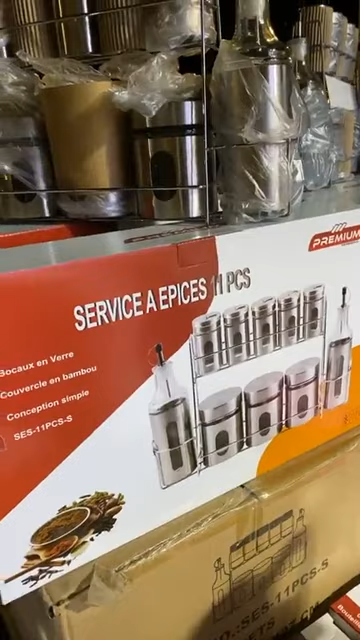 PREMIUM
SERVICE A EPICES 11 PCS
Bocaux en Verre
Couvercle en bambou
Conception simple
SES-11PCS-S
SES-11PCS-S